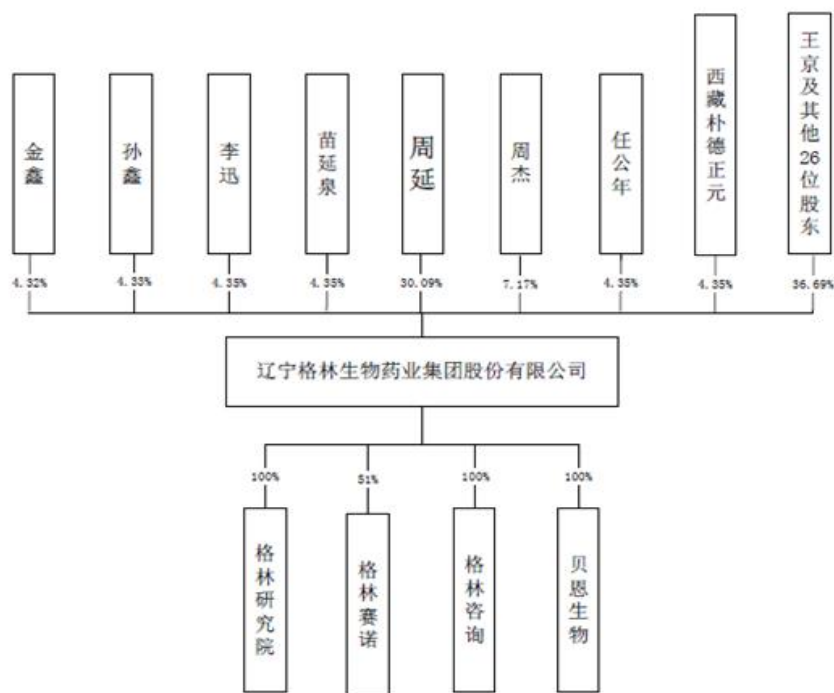 金鑫
孙鑫
李迅
苗延泉
周延
周杰
任公年
西藏朴德正元
王京及其他26位股东
4.32%
4.33%
4.35%
4.35%
30.09%
7.17%
4.35%
4.35%
36.69%
辽宁格林生物药业集团股份有限公司
100%
51%
100%
100%
格林研究院
格林赛诺
格林咨询
贝恩生物